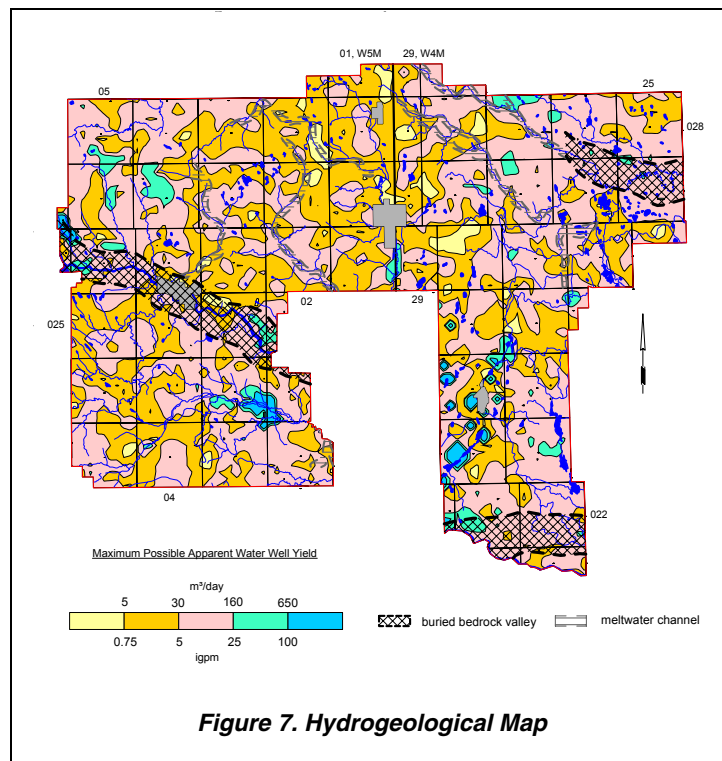 01, W5M 29, W4M
05 25
028
02 29
025
04
022
Maximum Possible Apparent Water Well Yield
m³/day
5 30 160 650
0.75 5 25 100
igpm
buried bedrock valley meltwater channel
Figure 7. Hydrogeological Map